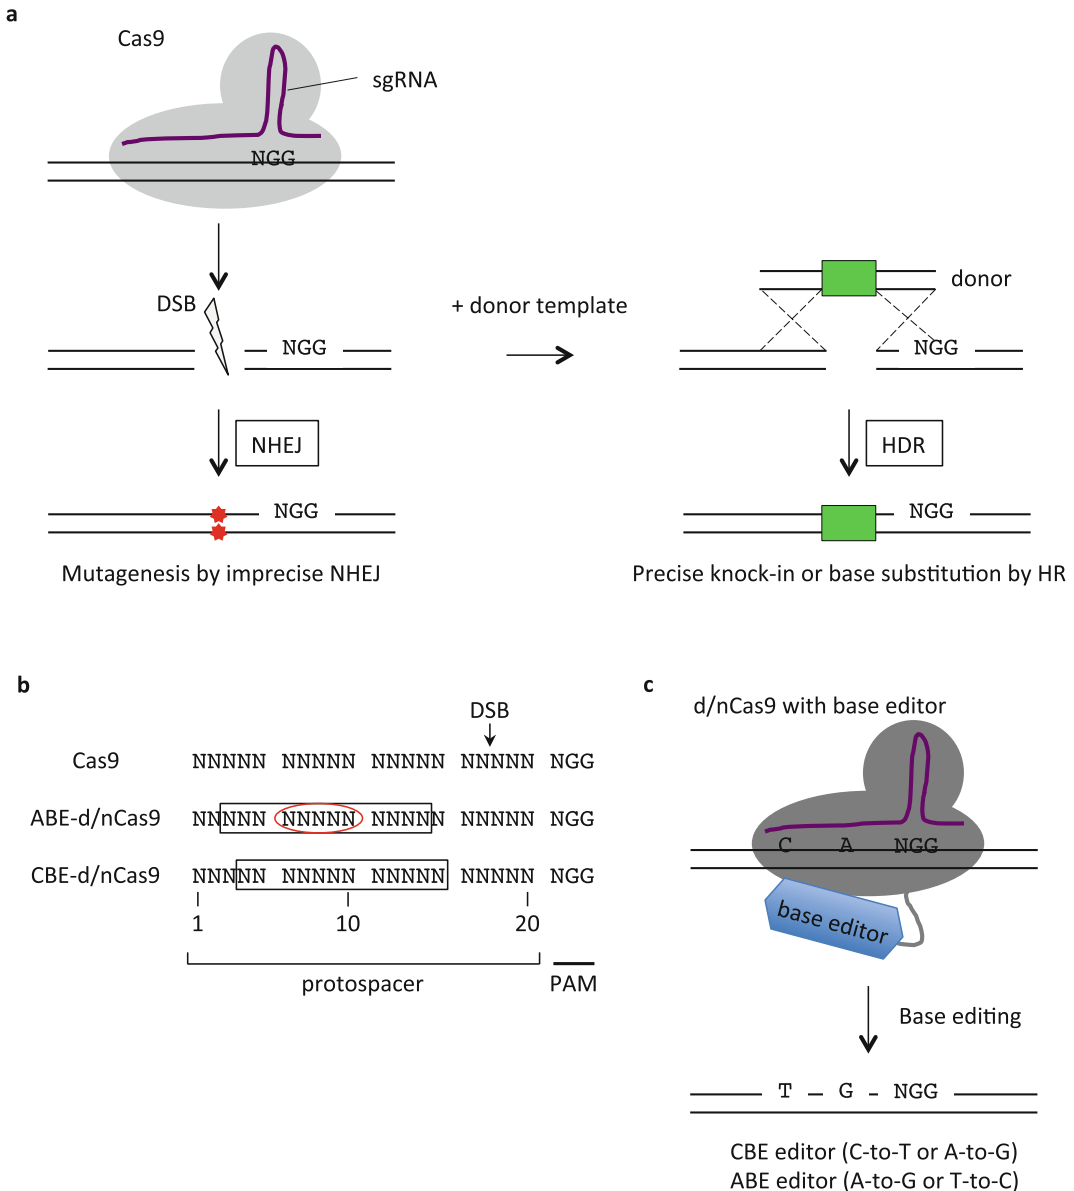 a
Cas9
sgRNA
NGG
DSB
NGG
+ donor template
donor
NGG
NHEJ
HDR
NGG
NGG
Mutagenesis by imprecise NHEJ
Precise knock-in or base substitution by HR
b
DSB
Cas9 NNNNN NNNNN NNNNN NNNNN NGG
ABE-d/nCas9 NNNNN NNNNN NNNNN NNNNN NGG
CBE-d/nCas9 NNNNN NNNNN NNNNN NNNNN NGG
1 10 20
protospacer PAM
c
d/nCas9 with base editor
C A NGG
base editor
Base editing
T G NGG
CBE editor (C-to-T or A-to-G)
ABE editor (A-to-G or T-to-C)